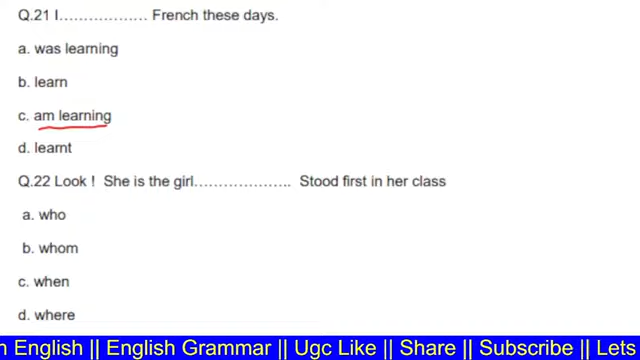 Q.21 I……………… French these days.
a. was learning
b. learn
c. am learning
d. learnt
Q.22 Look ! She is the girl……………….. Stood first in her class
a. who
b. whom
c. when
d. where
n English || English Grammar || Ugc Like || Share || Subscribe || Lets